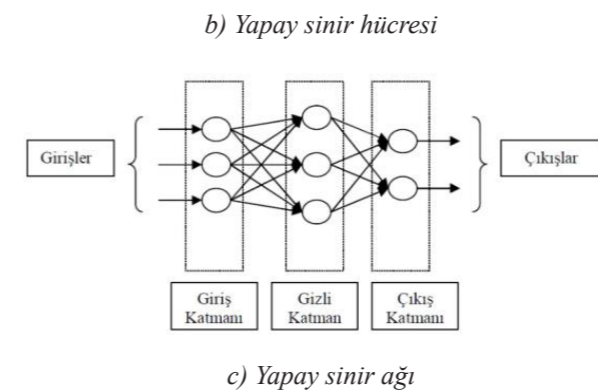 b) Yapay sinir hücresi
Girişler
Çıkışlar
Giriş
Katmanı
Gizli
Katman
Çıkış
Katmanı
c) Yapay sinir ağı